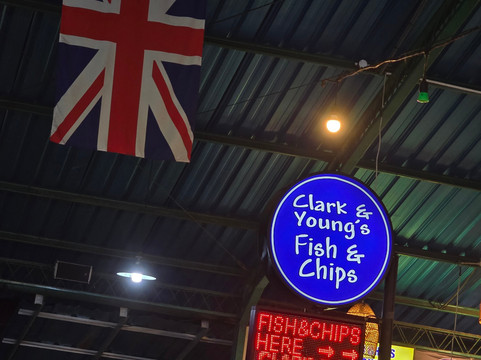 Clark &
Young's
Fish &
Chips
FISH&CHIPS
HERE → →